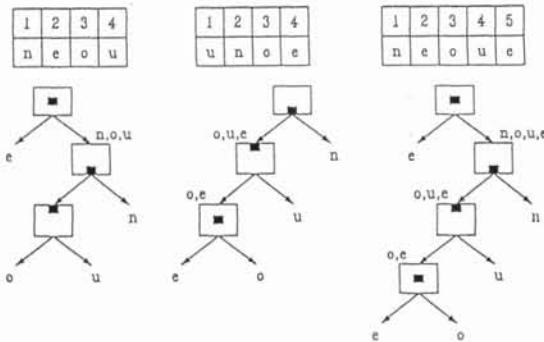 1 2 3 4
n e o u
e
n,o,u
n
o
u
1 2 3 4
u n o e
o,u,e
n
o,e
u
e
o
1 2 3 4 5
n e o u e
e
n,o,u,e
o,u,e
n
o,e
u
e
o